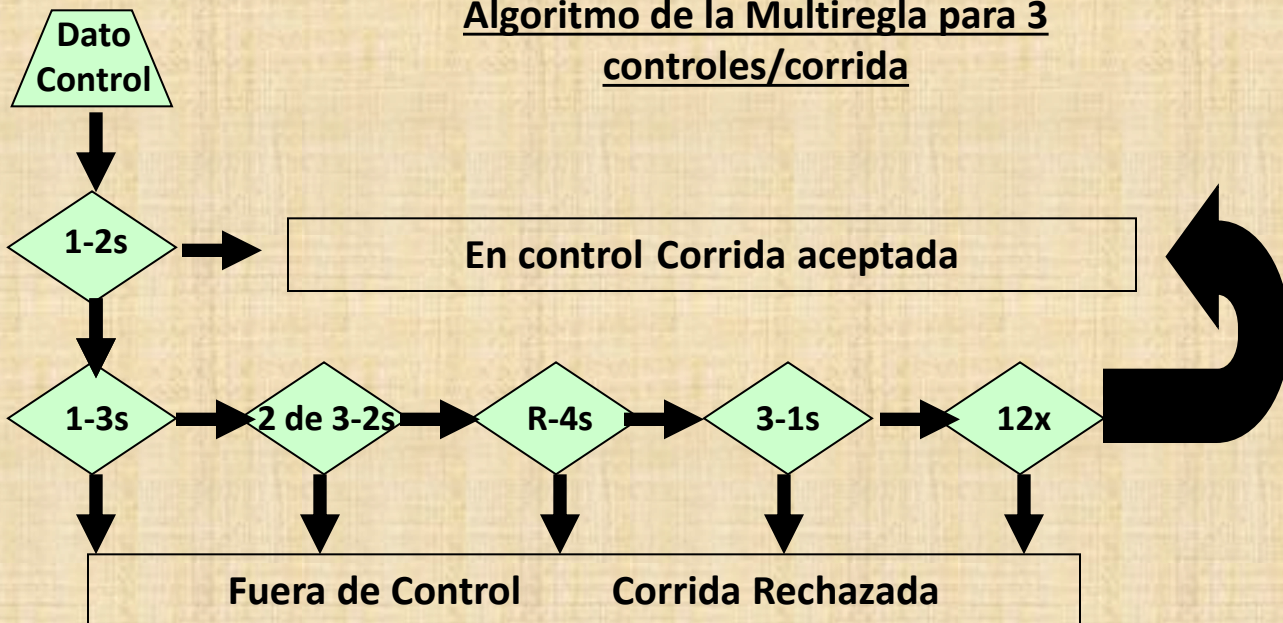 Algoritmo de la Multiregla para 3
controles/corrida
Dato
Control
1-2s
En control Corrida aceptada
1-3s
2 de 3-2s
R-4s
3-1s
12x
Fuera de Control Corrida Rechazada